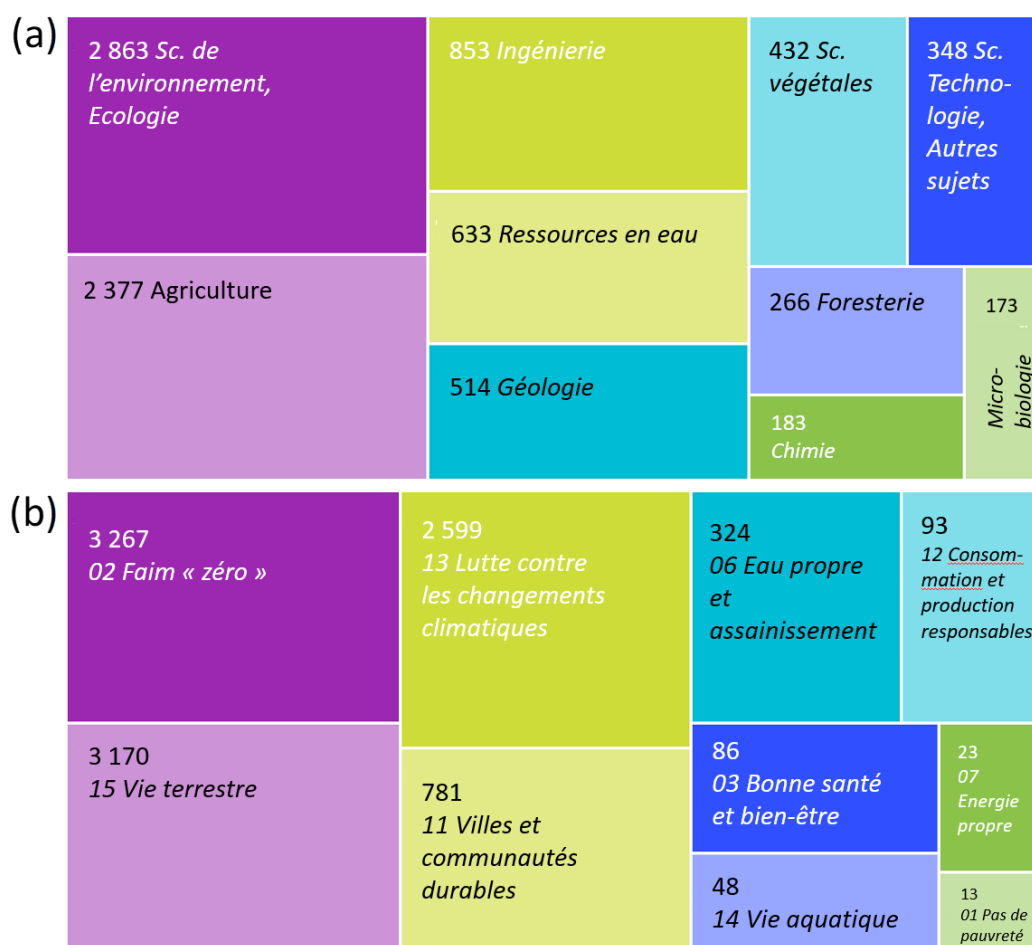 (a)
2 863 Sc. de
l'environnement,
Ecologie
853 Ingénierie
432 Sc.
végétales
348 Sc.
Techno-
logie,
Autres
sujets
2 377 Agriculture
633 Ressources en eau
514 Géologie
266 Foresterie
173
Micro-
biologie
183
Chimie
(b)
3 267
02 Faim « zéro »
2 599
13 Lutte contre
les changements
climatiques
324
06 Eau propre
et
assainissement
93
12 Consom-
mation et
production
responsables
3 170
15 Vie terrestre
781
11 Villes et
communautés
durables
86
03 Bonne santé
et bien-être
23
07
Energie
propre
48
14 Vie aquatique
13
01 Pas de
pauvreté